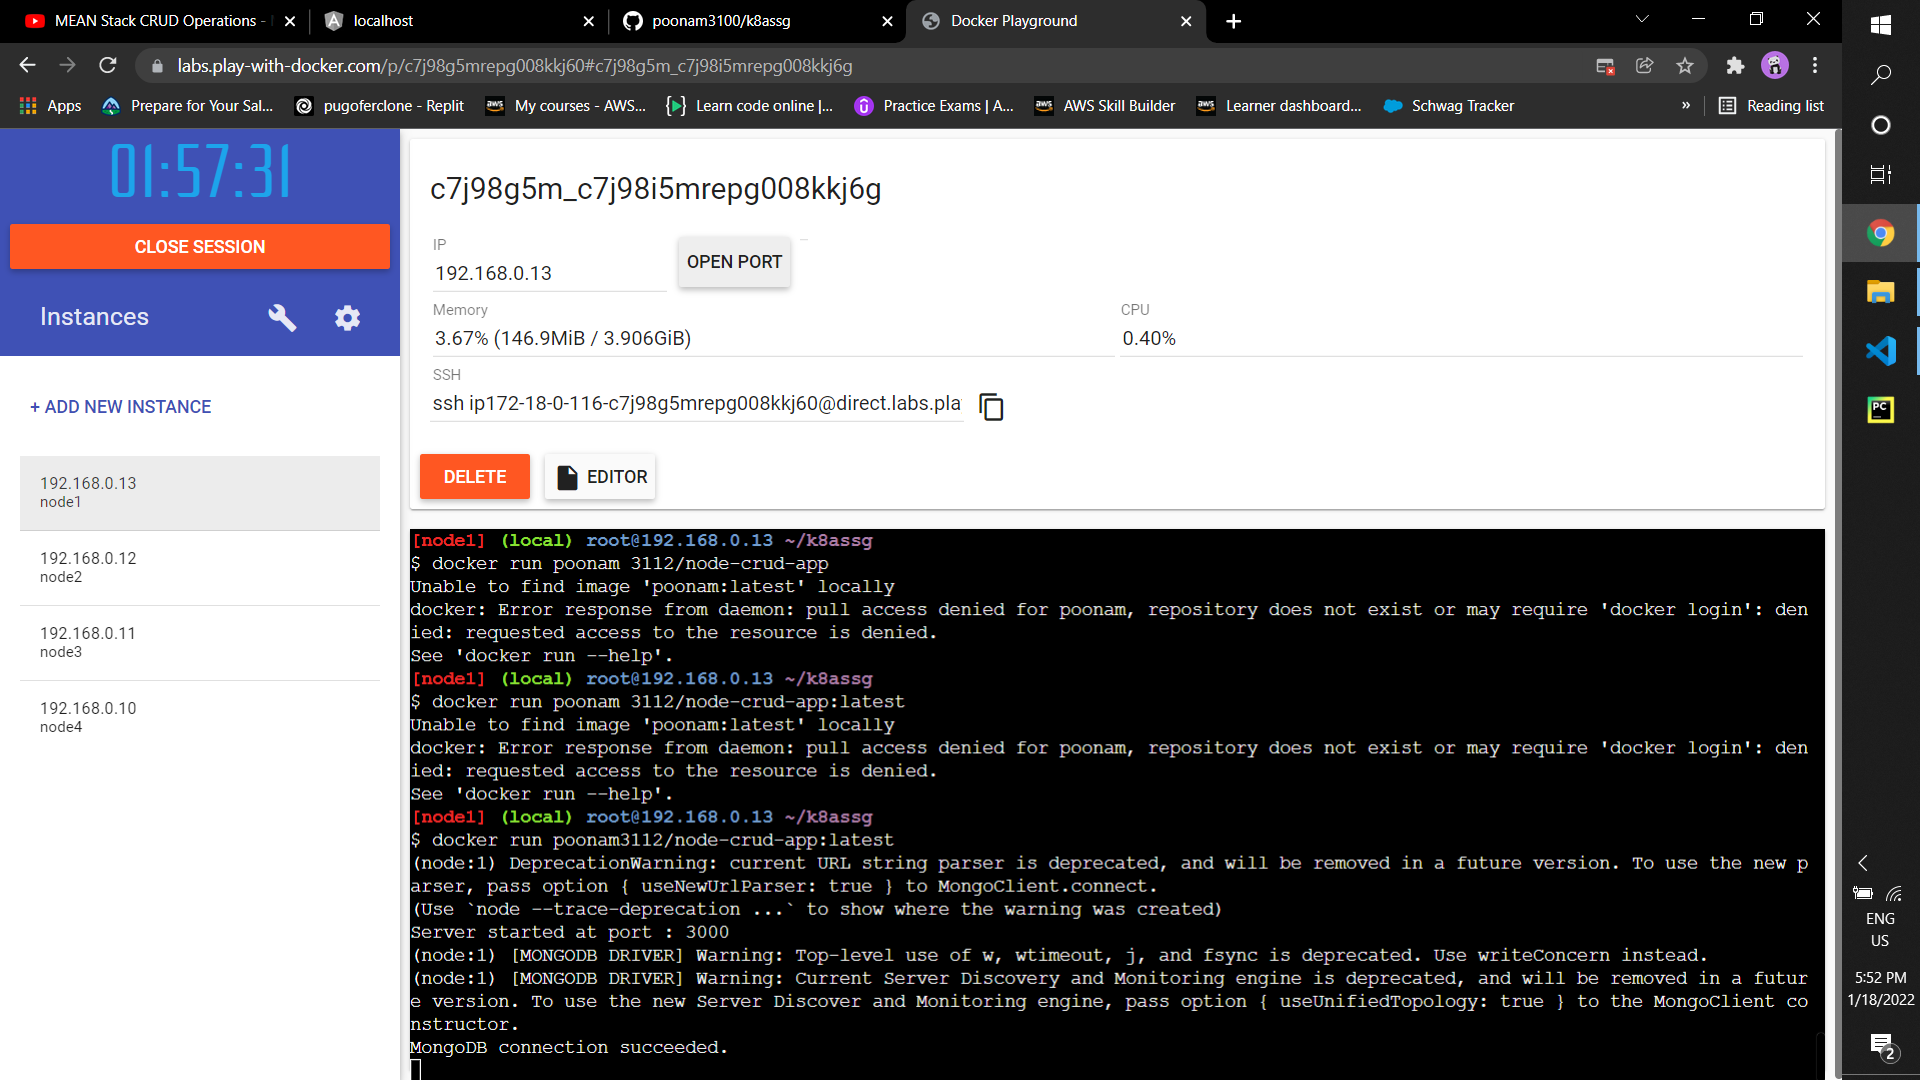 MEAN Stack CRUD Operations -
localhost
poonam3100/k8assg
Docker Playground
labs.play-with-docker.com/p/c7j98g5mrepg008kkj60#c7j98g5m_c7j98i5mrepg008kkj6g
Apps
Prepare for Your Sal...
pugoferclone - Replit
aws My courses - AWS...
Learn code online |...
Practice Exams | A...
aws AWS Skill Builder
aws Learner dashboard...
Schwag Tracker
»
Reading list
01:57:31
CLOSE SESSION
Instances
+ ADD NEW INSTANCE
192.168.0.13
node1
192.168.0.12
node2
192.168.0.11
node3
192.168.0.10
node4
c7j98g5m_c7j98i5mrepg008kkj6g
IP
192.168.0.13
OPEN PORT
Memory
3.67% (146.9MiB / 3.906GiB)
CPU
0.40%
SSH
ssh ip172-18-0-116-c7j98g5mrepg008kkj60@direct.labs.pla
DELETE
EDITOR
[node1] (local) root@192.168.0.13 ~/k8assg
$ docker run poonam 3112/node-crud-app
Unable to find image 'poonam:latest' locally
docker: Error response from daemon: pull access denied for poonam, repository does not exist or may require 'docker login': den
ied: requested access to the resource is denied.
See 'docker run --help'.
[node1] (local) root@192.168.0.13 ~/k8assg
$ docker run poonam 3112/node-crud-app:latest
Unable to find image 'poonam:latest' locally
docker: Error response from daemon: pull access denied for poonam, repository does not exist or may require 'docker login': den
ied: requested access to the resource is denied.
See 'docker run --help'.
[node1] (local) root@192.168.0.13 ~/k8assg
$ docker run poonam3112/node-crud-app:latest
(node:1) DeprecationWarning: current URL string parser is deprecated, and will be removed in a future version. To use the new p
arser, pass option { useNewUrlParser: true } to MongoClient.connect.
(Use `node --trace-deprecation ...` to show where the warning was created)
Server started at port : 3000
(node:1) [MONGODB DRIVER] Warning: Top-level use of w, wtimeout, j, and fsync is deprecated. Use writeConcern instead.
(node:1) [MONGODB DRIVER] Warning: Current Server Discovery and Monitoring engine is deprecated, and will be removed in a futur
e version. To use the new Server Discover and Monitoring engine, pass option { useUnifiedTopology: true } to the MongoClient co
nstructor.
MongoDB connection succeeded.
PC
ENG
US
5:52 PM
1/18/2022
2